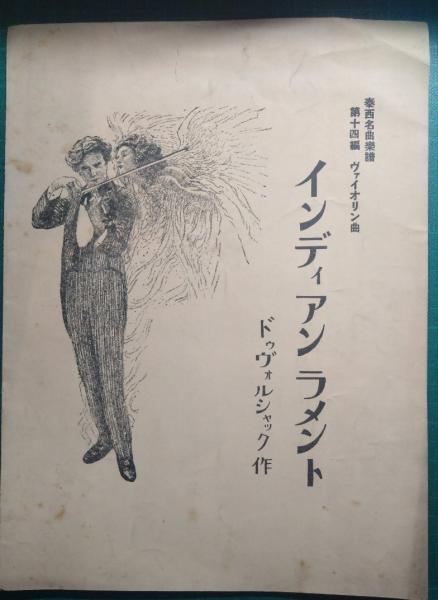 泰西名曲樂譜
第十四編 ヴァイオリン曲
インディアン ラメント
ドゥヴォルシャック作